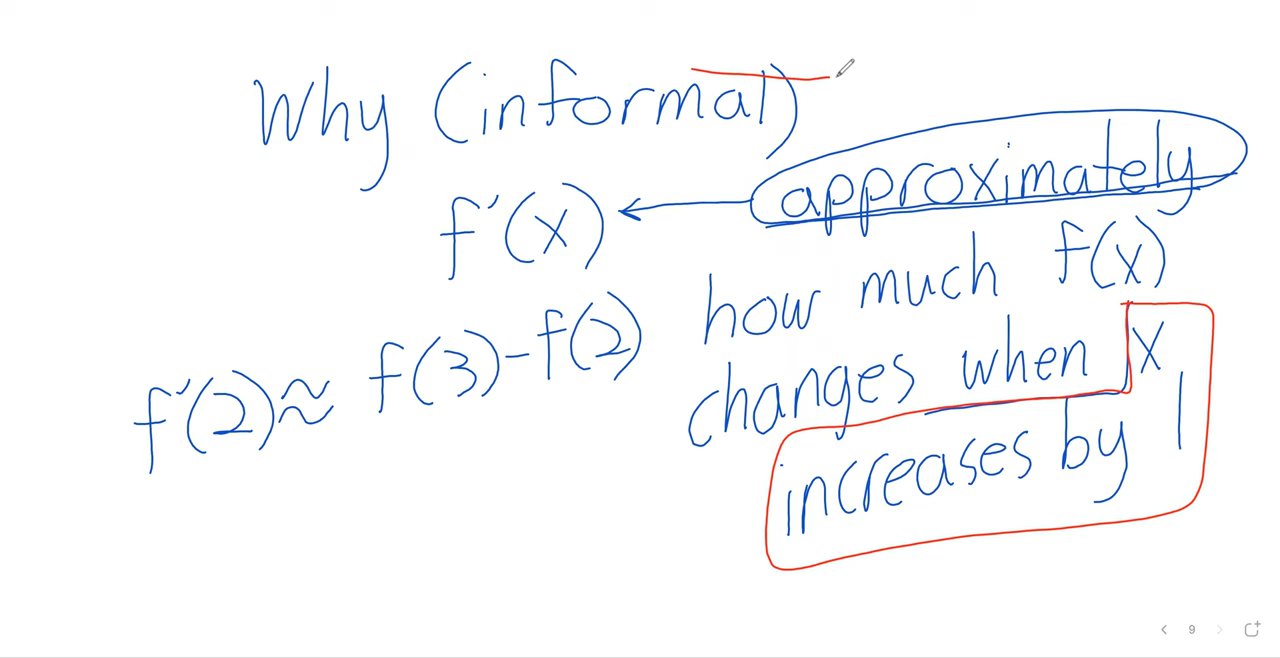 Why (informal)
approximately
f'(x)
how much f(x)
changes when x
increases by 1
f'(2) ≈ f(3) - f(2)
9